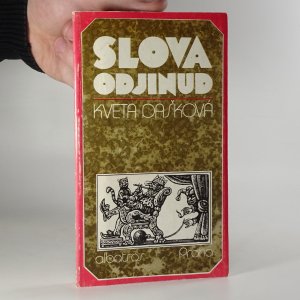 SLOVA
ODJINUD
KVĚTA DAŠKOVÁ
albatros praha